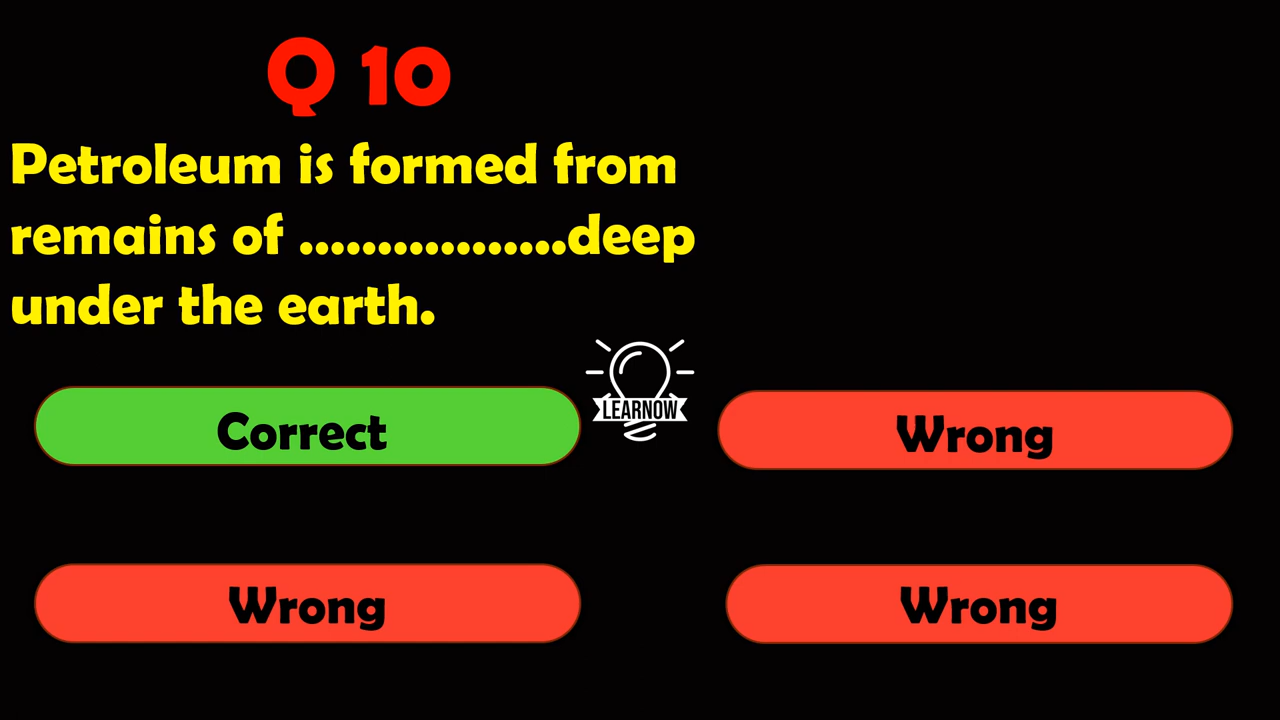 Q 10
Petroleum is formed from
remains of .................deep
under the earth.
LEARNOW
Correct
Wrong
Wrong
Wrong